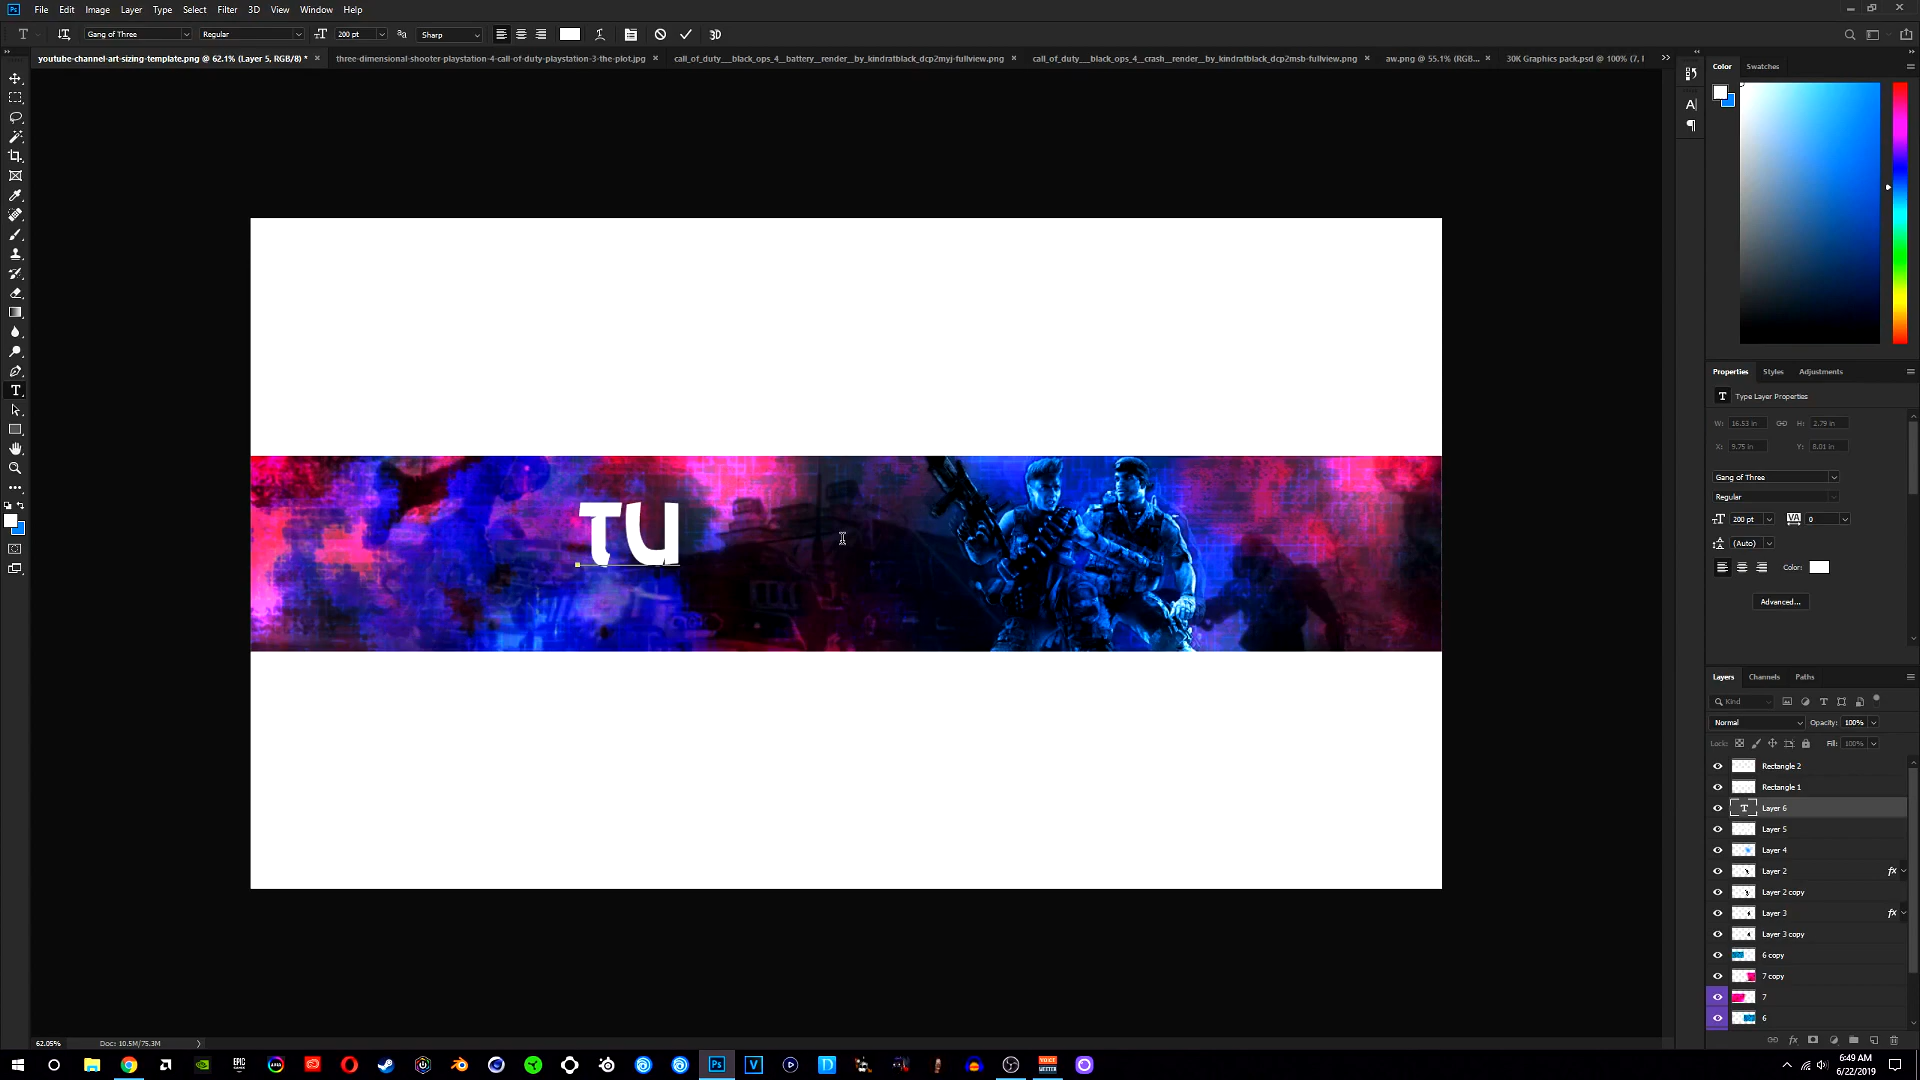 File Edit Image Layer Type Select Filter 3D View Window Help
Gang of Three Regular 200 pt Sharp 3D
youtube-channel-art-sizing-template.png @ 62.1% (Layer 5, RGB/8) * × three-dimensional-shooter-playstation-4-call-of-duty-playstation-3-the-plot.jpg × call_of_duty___black_ops_4__battery__render__by_kindratblack_dcp2myj-fullview.png × call_of_duty___black_ops_4__crash__render__by_kindratblack_dcp2msb-fullview.png × aw.png @ 55.1% (RGB... × 30K Graphics pack.psd @ 100% (7, I
Color Swatches
TU
Properties Styles Adjustments
Type Layer Properties
W: 16.53 in H: 2.79 in
X: 9.75 in Y: 8.01 in
Gang of Three
Regular
200 pt VA 0
(Auto)
Color:
Advanced...
Layers Channels Paths
Kind
Normal Opacity: 100%
Lock: Fill: 100%
Rectangle 2
Rectangle 1
Layer 6
Layer 5
Layer 4
Layer 2 fx
Layer 2 copy
Layer 3 fx
Layer 3 copy
6 copy
7 copy
7
6
62.05% Doc: 10.5M/75.3M
6:49 AM
6/22/2019